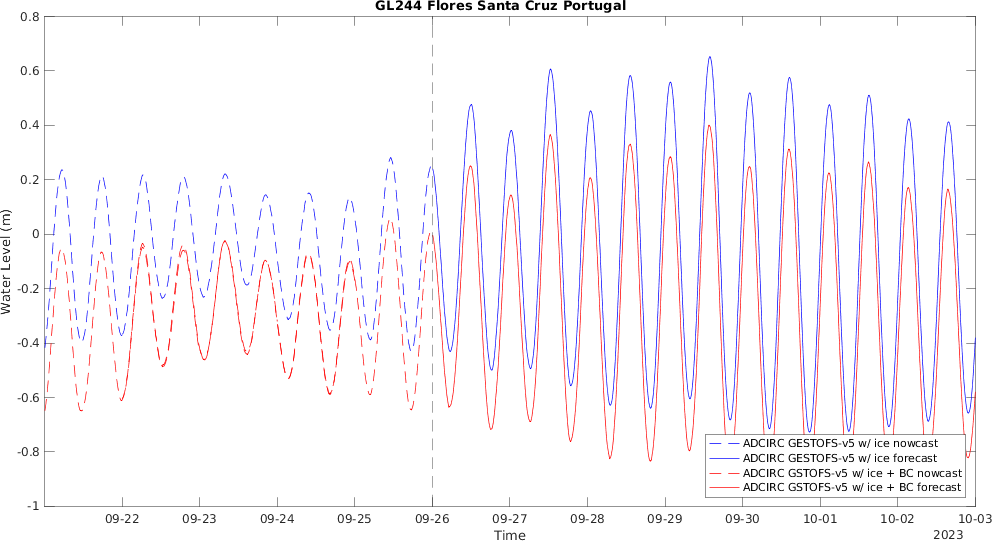 GL244 Flores Santa Cruz Portugal
0.8
0.6
0.4
0.2
0
-0.2
-0.4
-0.6
-0.8
-1
Water Level (m)
ADCIRC GESTOFS-v5 w/ ice nowcast
ADCIRC GESTOFS-v5 w/ ice forecast
ADCIRC GSTOFS-v5 w/ ice + BC nowcast
ADCIRC GSTOFS-v5 w/ ice + BC forecast
09-22 09-23 09-24 09-25 09-26 09-27 09-28 09-29 09-30 10-01 10-02 10-03
Time 2023